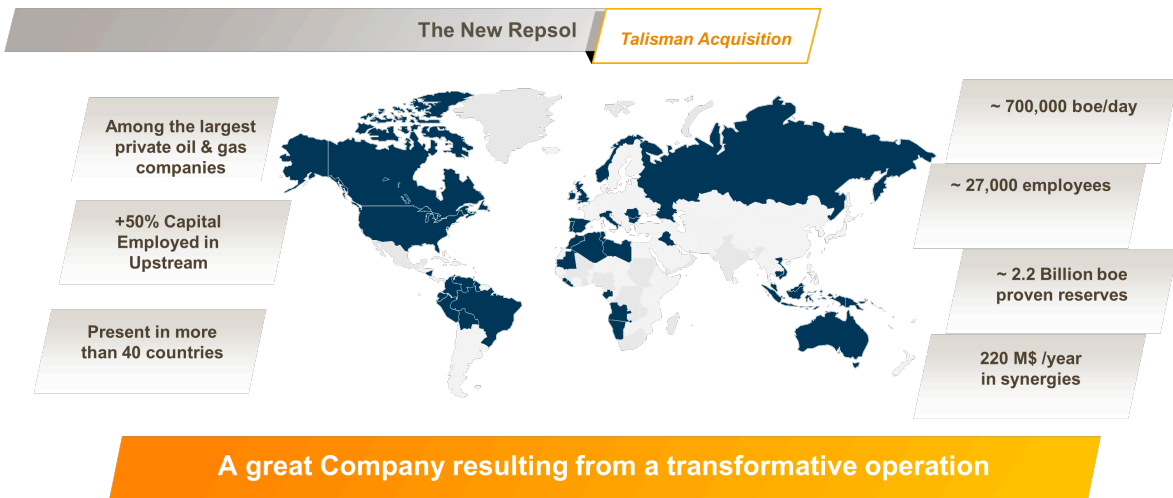 The New Repsol
Talisman Acquisition
Among the largest
private oil & gas
companies
+50% Capital
Employed in
Upstream
Present in more
than 40 countries
~ 700,000 boe/day
~ 27,000 employees
~ 2.2 Billion boe
proven reserves
220 M$ /year
in synergies
A great Company resulting from a transformative operation